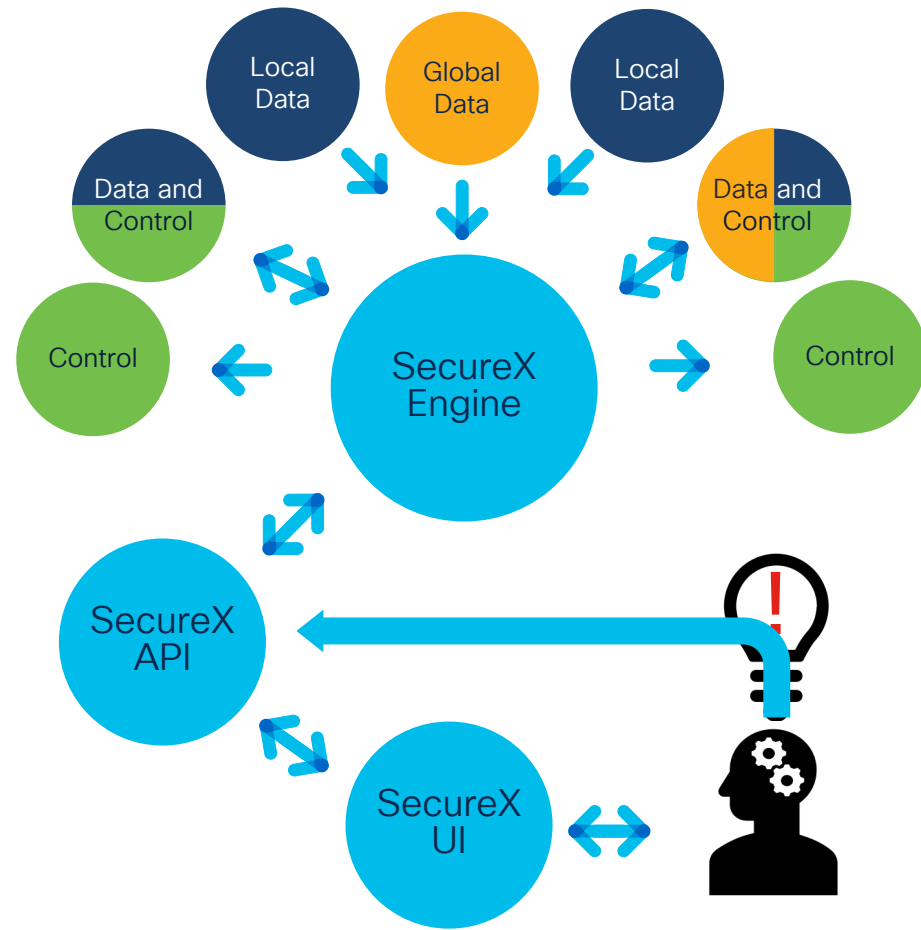 Local
Data
Global
Data
Local
Data
Data and
Control
Data and
Control
Control
SecureX
Engine
Control
SecureX
API
!
SecureX
UI